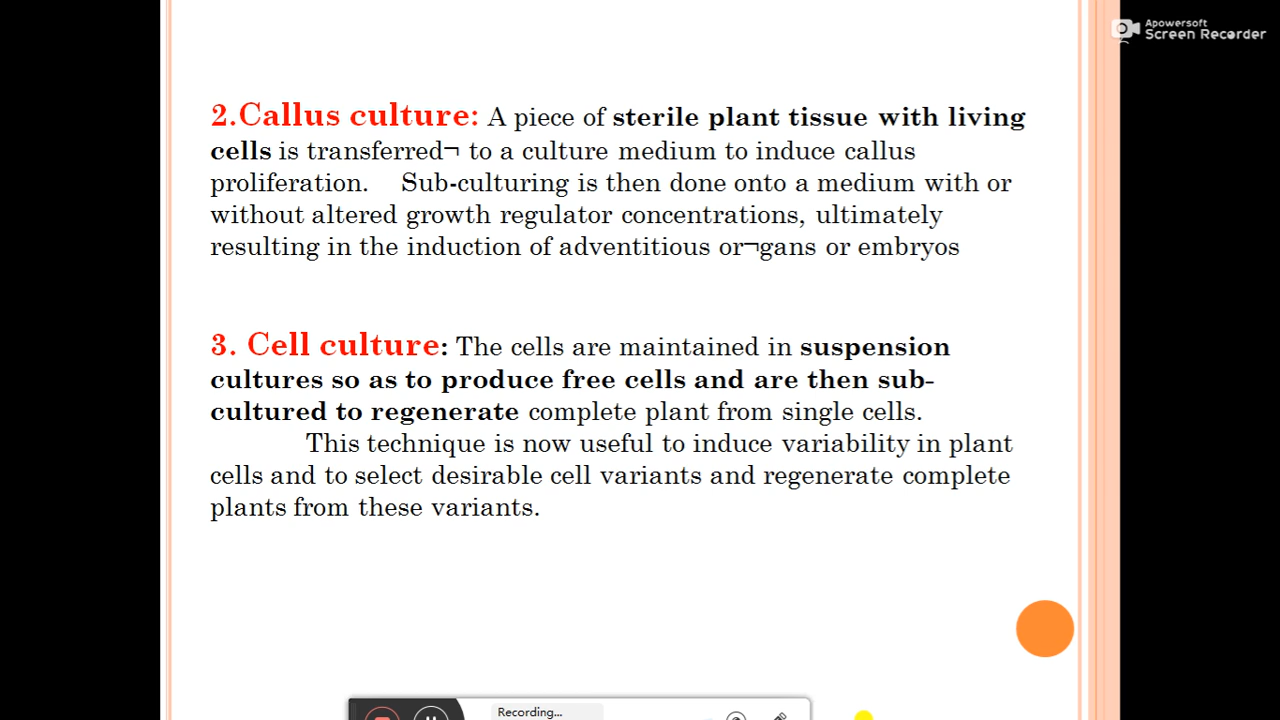 Apowersoft
Screen Recorder
2.Callus culture: A piece of sterile plant tissue with living
cells is transferred¬ to a culture medium to induce callus
proliferation. Sub-culturing is then done onto a medium with or
without altered growth regulator concentrations, ultimately
resulting in the induction of adventitious or¬gans or embryos
3. Cell culture: The cells are maintained in suspension
cultures so as to produce free cells and are then sub-
cultured to regenerate complete plant from single cells.
This technique is now useful to induce variability in plant
cells and to select desirable cell variants and regenerate complete
plants from these variants.
Recording...